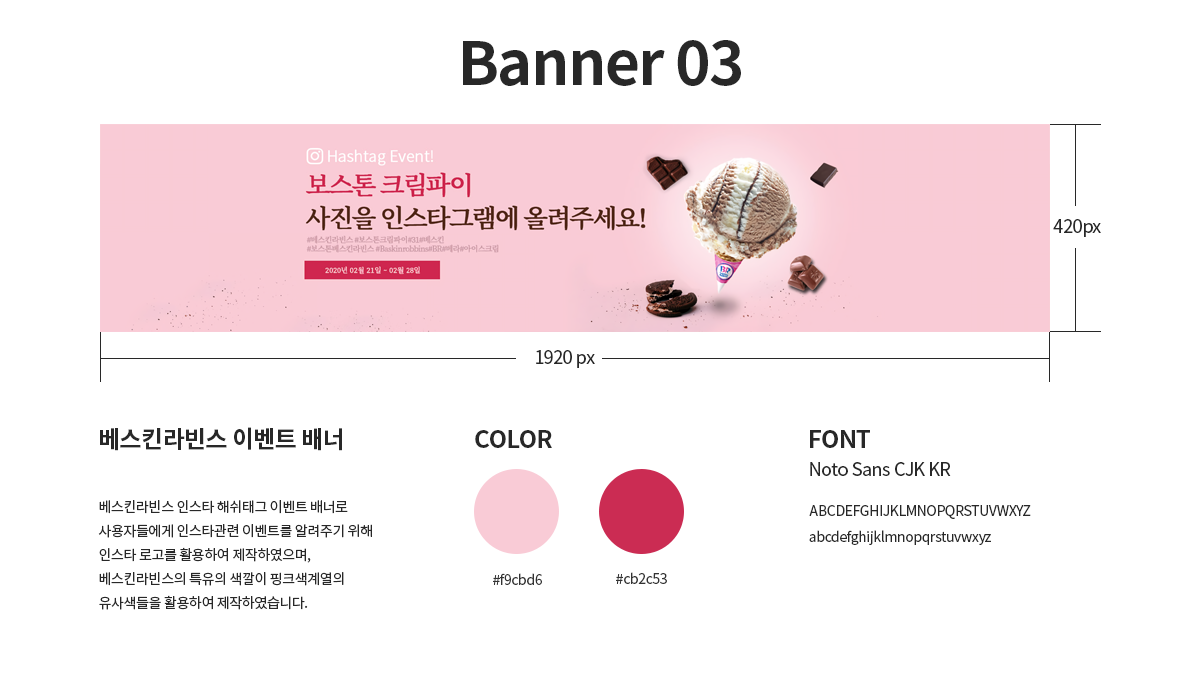 Banner 03
Hashtag Event!
보스톤 크림파이
사진을 인스타그램에 올려주세요!
#베스킨라빈스 #보스톤크림파이#31#베스킨
#보스톤베스킨라빈스 #Baskinrobbins#BR#배라#아이스크림
2020년 02월 21일 - 02월 28일
420px
1920 px
베스킨라빈스 이벤트 배너
베스킨라빈스 인스타 해쉬태그 이벤트 배너로
사용자들에게 인스타관련 이벤트를 알려주기 위해
인스타 로고를 활용하여 제작하였으며,
베스킨라빈스의 특유의 색깔이 핑크색계열의
유사색들을 활용하여 제작하였습니다.
COLOR
#f9cbd6
#cb2c53
FONT
Noto Sans CJK KR
ABCDEFGHIJKLMNOPQRSTUVWXYZ
abcdefghijklmnopqrstuvwxyz